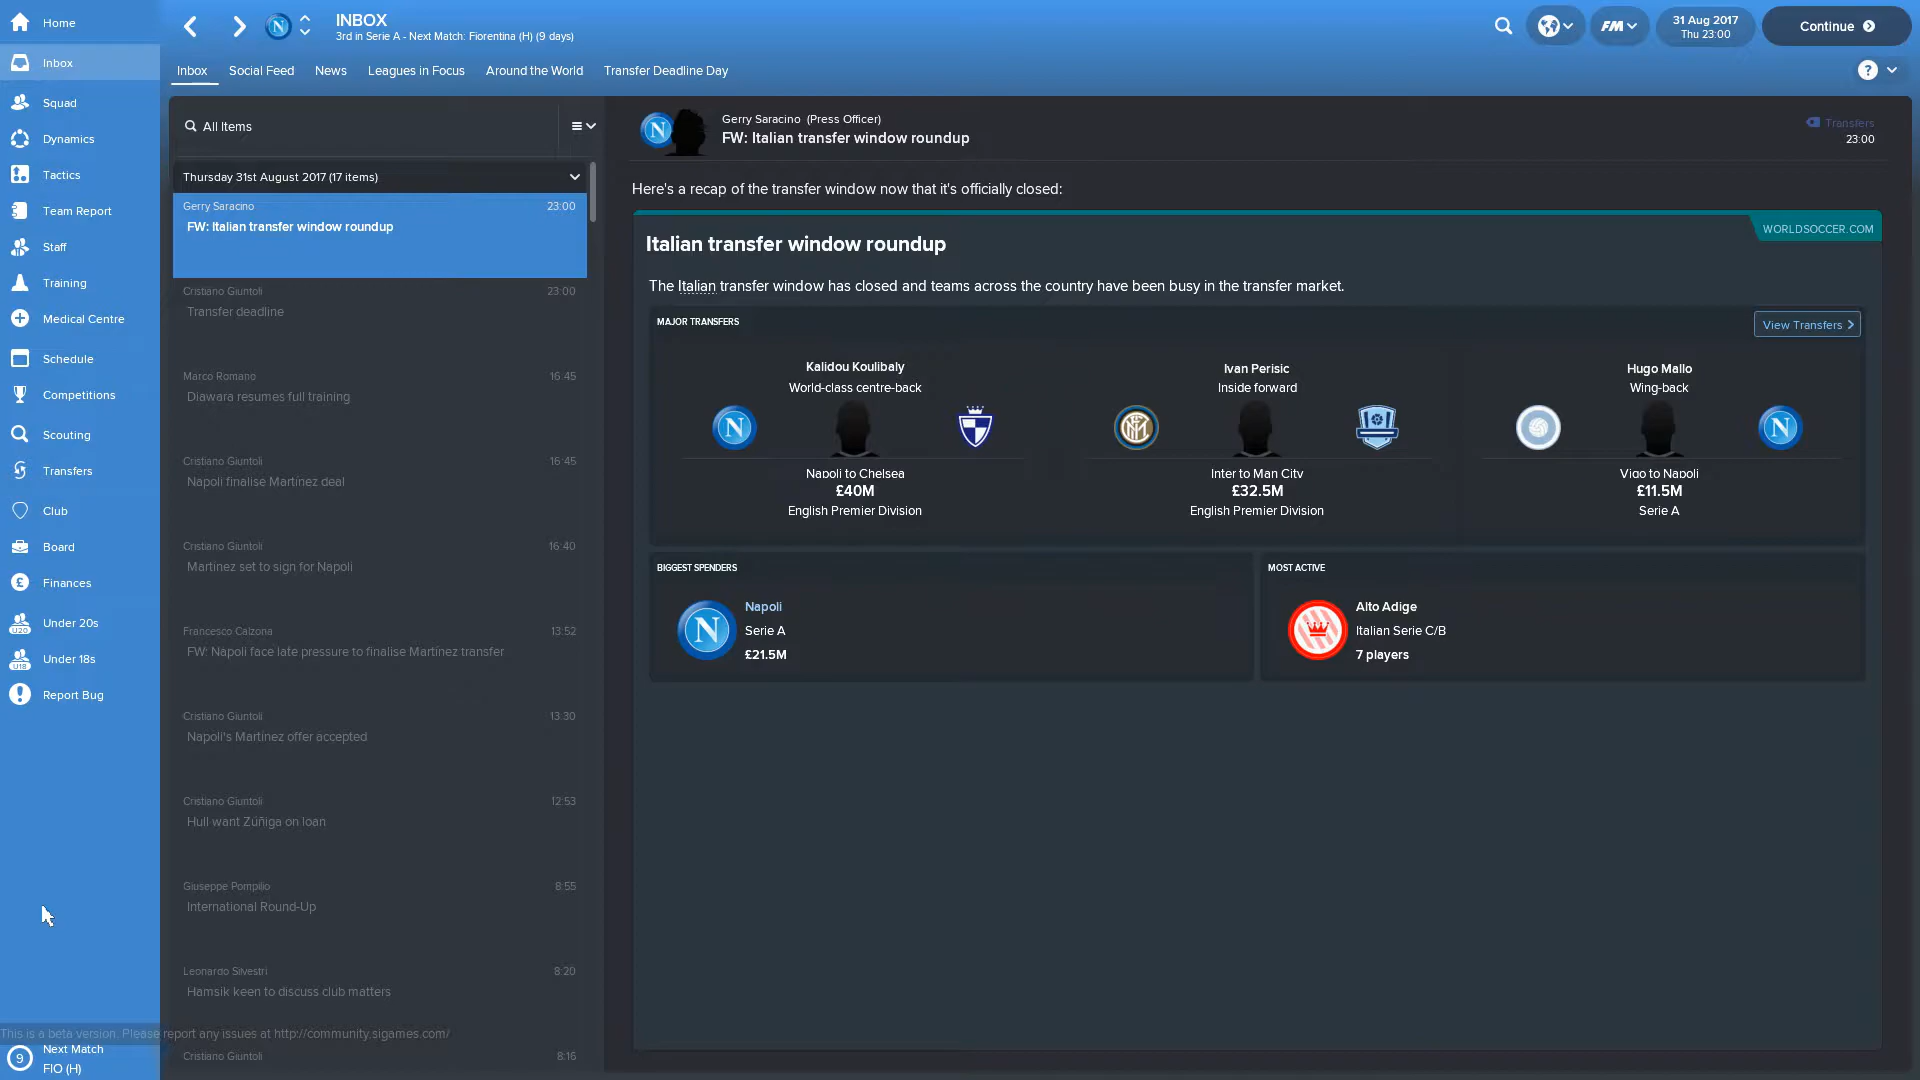 Home
Inbox
Squad
Dynamics
Tactics
Team Report
Staff
Training
Medical Centre
Schedule
Competitions
Scouting
Transfers
Club
Board
Finances
U20
Under 20s
U18
Under 18s
Report Bug
This is a beta version. Please report any issues at http://community.sigames.com/
9
Next Match
FIO (H)
N
INBOX
3rd in Serie A - Next Match: Fiorentina (H) (9 days)
FM
31 Aug 2017
Thu 23:00
Continue
Inbox Social Feed News Leagues in Focus Around the World Transfer Deadline Day
?
All Items
Thursday 31st August 2017 (17 items)
Gerry Saracino 23:00
FW: Italian transfer window roundup
Cristiano Giuntoli 23:00
Transfer deadline
Marco Romano 16:45
Diawara resumes full training
Cristiano Giuntoli 16:45
Napoli finalise Martínez deal
Cristiano Giuntoli 16:40
Martínez set to sign for Napoli
Francesco Calzona 13:52
FW: Napoli face late pressure to finalise Martínez transfer
Cristiano Giuntoli 13:30
Napoli's Martínez offer accepted
Cristiano Giuntoli 12:53
Hull want Zúñiga on loan
Giuseppe Pompilio 8:55
International Round-Up
Leonardo Silvestri 8:20
Hamsik keen to discuss club matters
Cristiano Giuntoli 8:16
N
Gerry Saracino (Press Officer)
FW: Italian transfer window roundup
Transfers
23:00
Here's a recap of the transfer window now that it's officially closed:
WORLDSOCCER.COM
Italian transfer window roundup
The Italian transfer window has closed and teams across the country have been busy in the transfer market.
MAJOR TRANSFERS
View Transfers
Kalidou Koulibaly
World-class centre-back
N
Napoli to Chelsea
£40M
English Premier Division
Ivan Perisic
Inside forward
Inter to Man City
£32.5M
English Premier Division
Hugo Mallo
Wing-back
N
Vigo to Napoli
£11.5M
Serie A
BIGGEST SPENDERS
N
Napoli
Serie A
£21.5M
MOST ACTIVE
Alto Adige
Italian Serie C/B
7 players